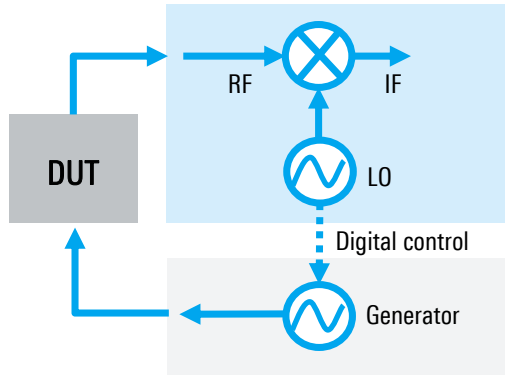 RF
IF
DUT
LO
Digital control
Generator